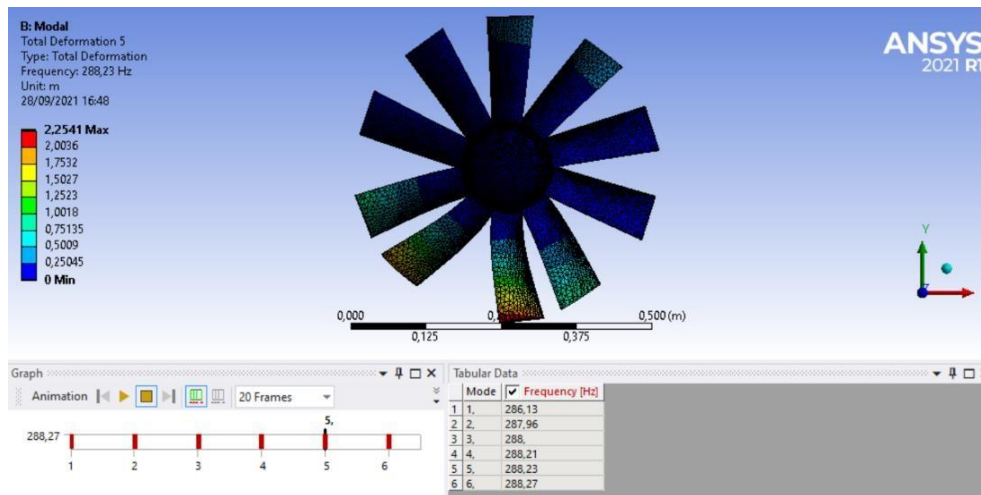 B: Modal
Total Deformation 5
Type: Total Deformation
Frequency: 288,23 Hz
Unit: m
28/09/2021 16:48
2,2541 Max
2,0036
1,7532
1,5027
1,2523
1,0018
0,75135
0,5009
0,25045
0 Min
ANSYS
2021 R1
Y
0,000
0,500 (m)
0,125
0,375
Graph
Animation
20 Frames
5,
288,27
1 2 3 4 5 6
Tabular Data
Mode Frequency [Hz]
1 1, 286,13
2 2, 287,96
3 3, 288,
4 4, 288,21
5 5, 288,23
6 6, 288,27